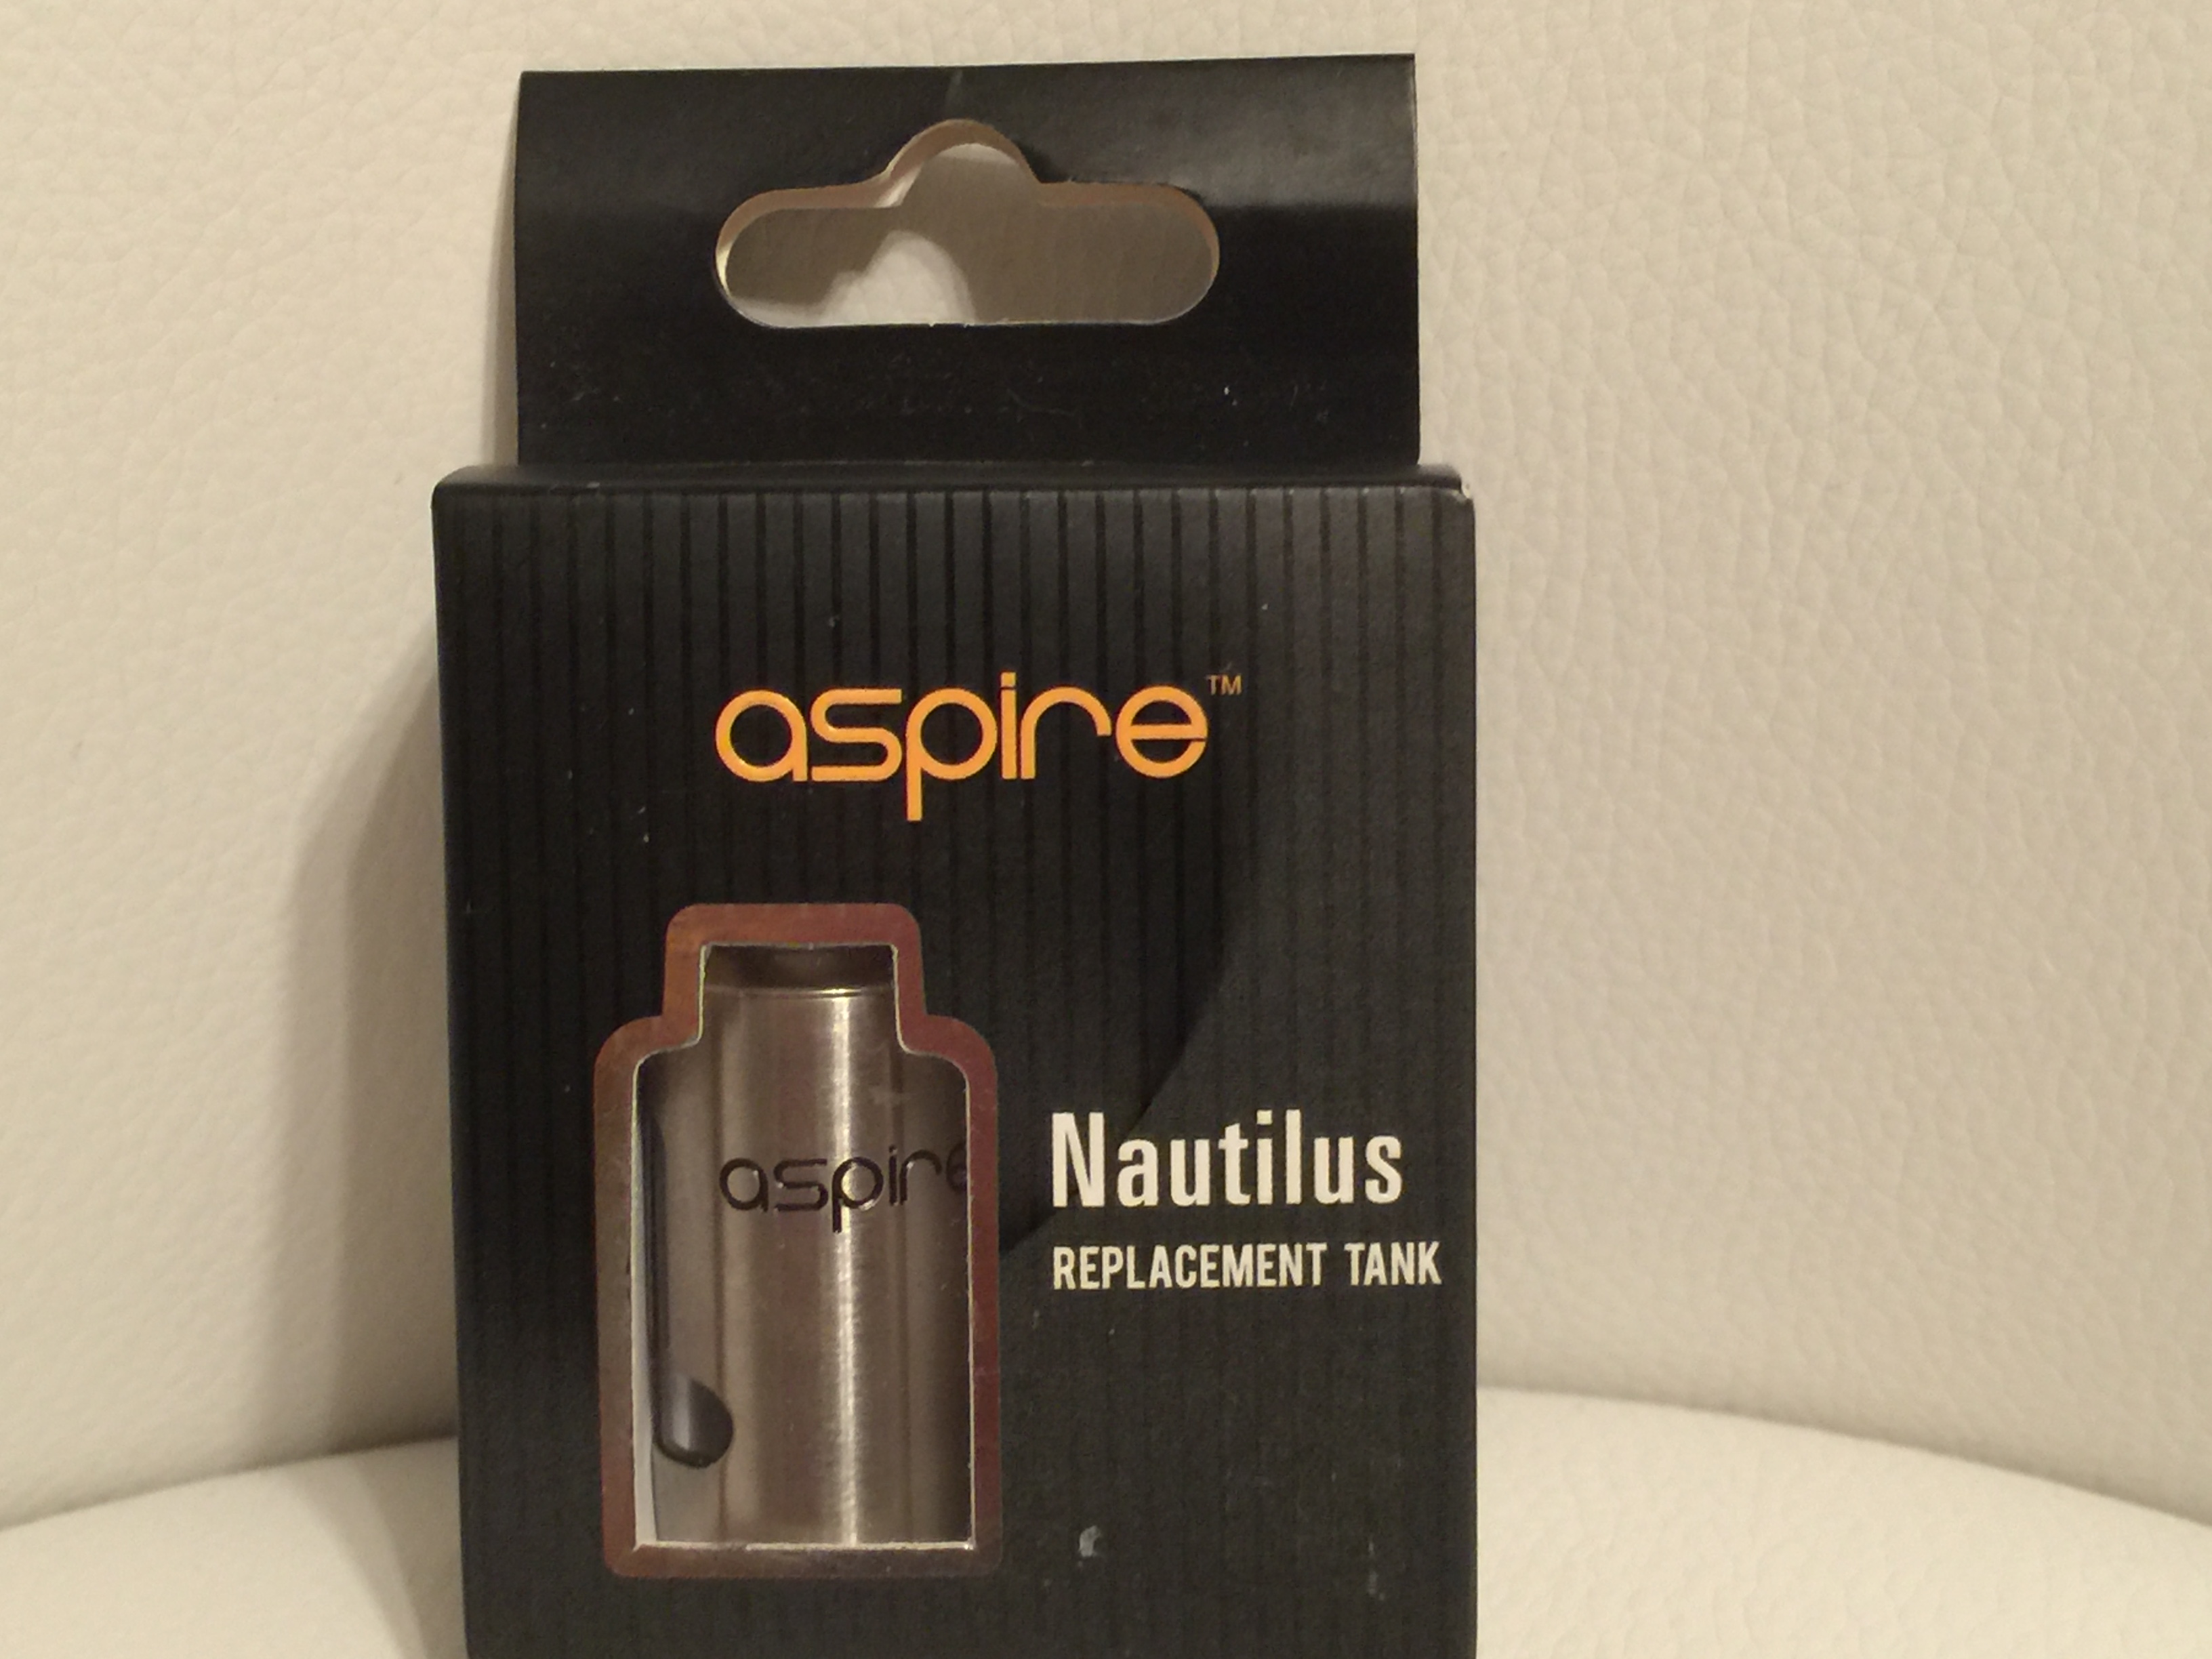 aspire™
aspire
Nautilus
REPLACEMENT TANK